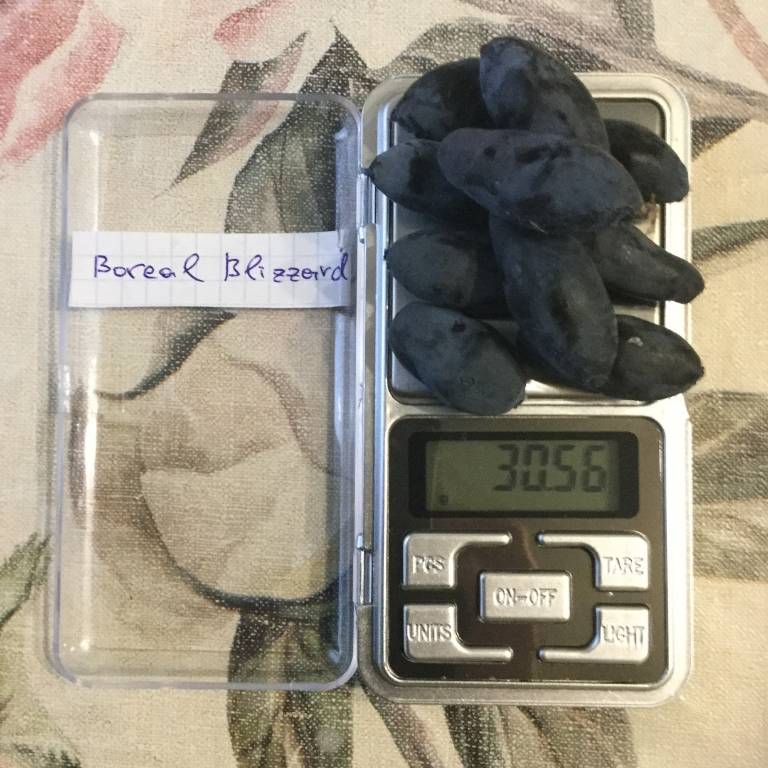 Boreal Blizzard
30.56
PCS
TARE
ON-OFF
UNITS
LIGHT